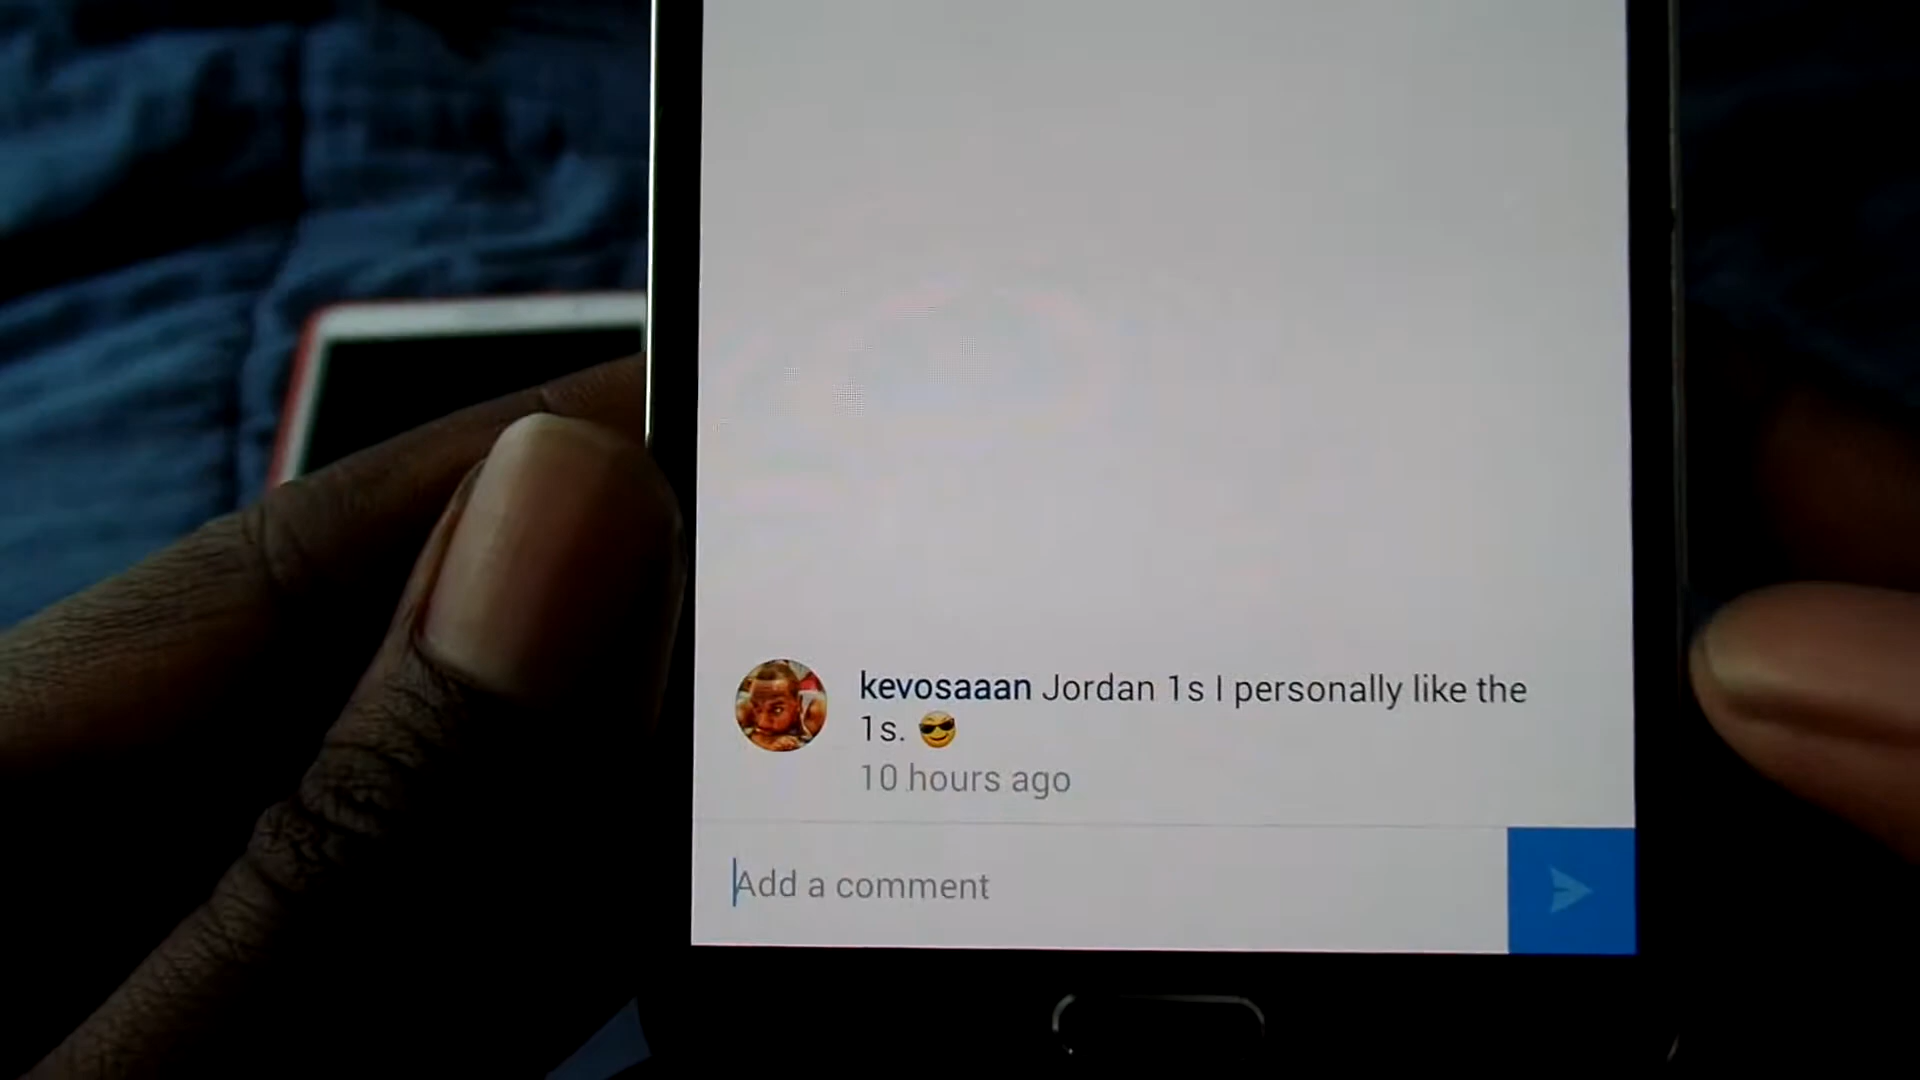 kevosaaan Jordan 1s I personally like the
1s. 😎
10 hours ago
Add a comment